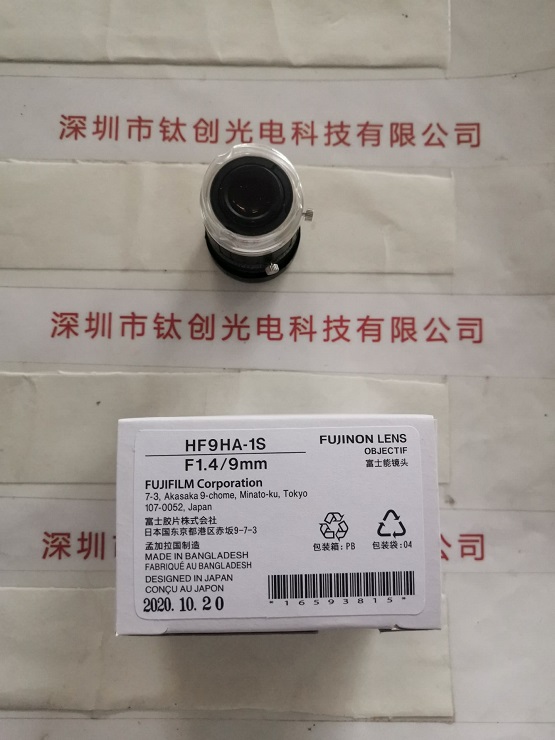 深圳市钛创光电科技有限公司
深圳市钛创光电科技有限公司
HF9HA-1S
F1.4/9mm
FUJINON LENS
OBJECTIF
富士能镜头
FUJIFILM Corporation
7-3, Akasaka 9-chome, Minato-ku, Tokyo
107-0052, Japan
富士胶片株式会社
日本国东京都港区赤坂9-7-3
孟加拉国制造
MADE IN BANGLADESH
FABRIQUÉ AU BANGLADESH
DESIGNED IN JAPAN
CONÇU AU JAPON
2020.10.20
包装箱:PB
包装袋:04
*16593815*
深圳
司